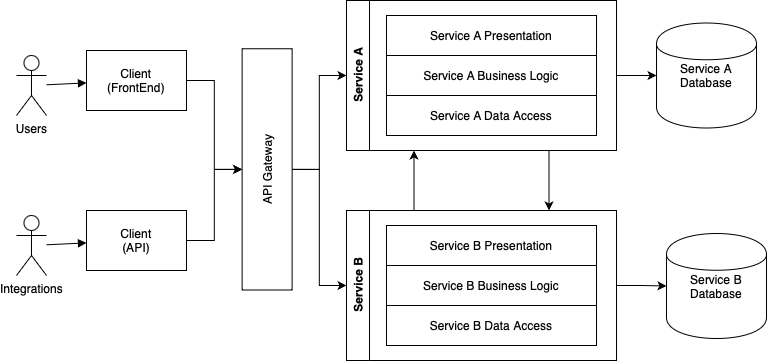 Users
Client
(FrontEnd)
Integrations
Client
(API)
API Gateway
Service A
Service A Presentation
Service A Business Logic
Service A Data Access
Service A
Database
Service B
Service B Presentation
Service B Business Logic
Service B Data Access
Service B
Database